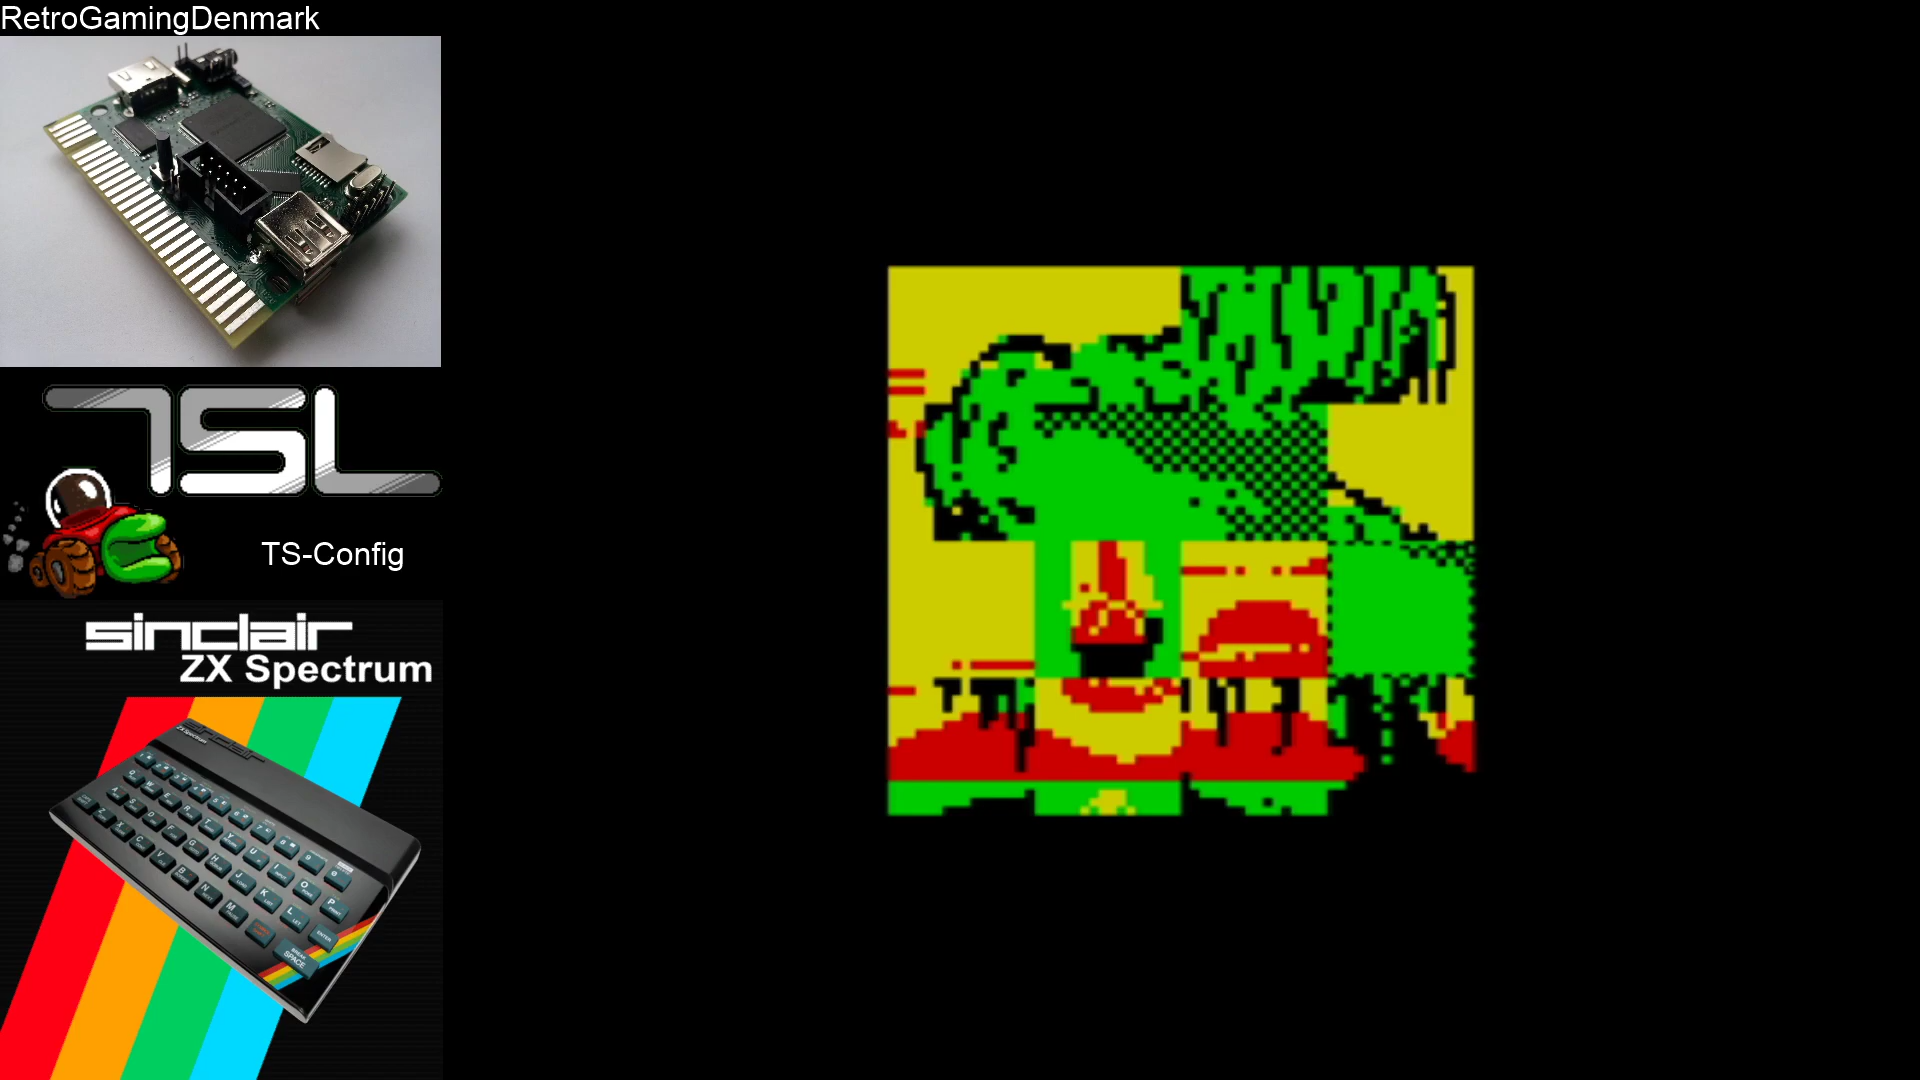 RetroGamingDenmark
TSL
TS-Config
sinclair
ZX Spectrum